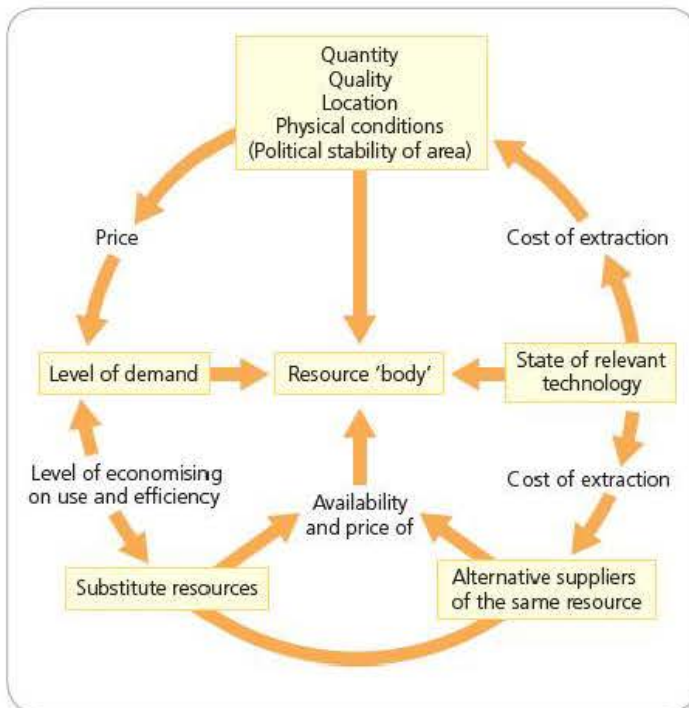 Quantity
Quality
Location
Physical conditions
(Political stability of area)
Price
Cost of extraction
Level of demand
Resource ‘body’
State of relevant
technology
Level of economising
on use and efficiency
Availability
and price of
Cost of extraction
Substitute resources
Alternative suppliers
of the same resource